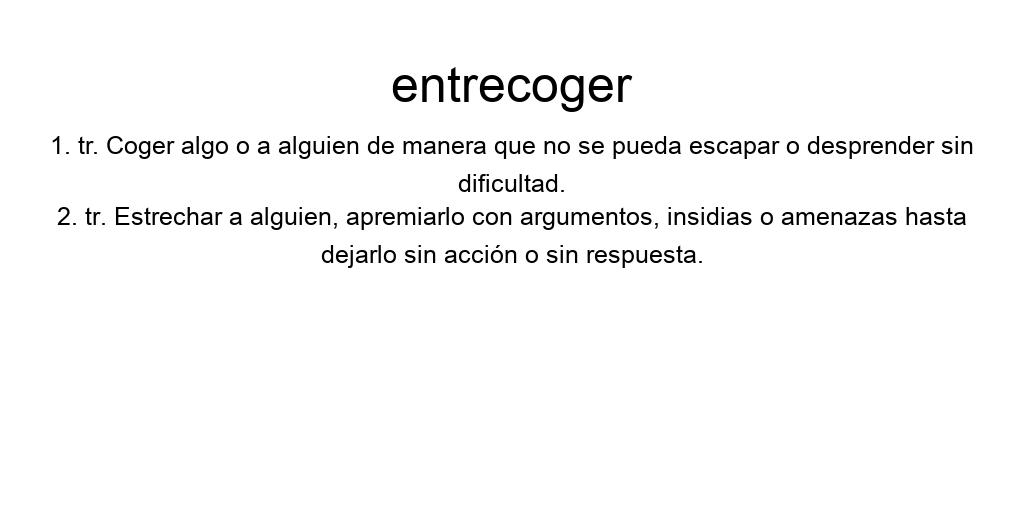 entrecoger
1. tr. Coger algo o a alguien de manera que no se pueda escapar o desprender sin
dificultad.
2. tr. Estrechar a alguien, apremiarlo con argumentos, insidias o amenazas hasta
dejarlo sin acción o sin respuesta.